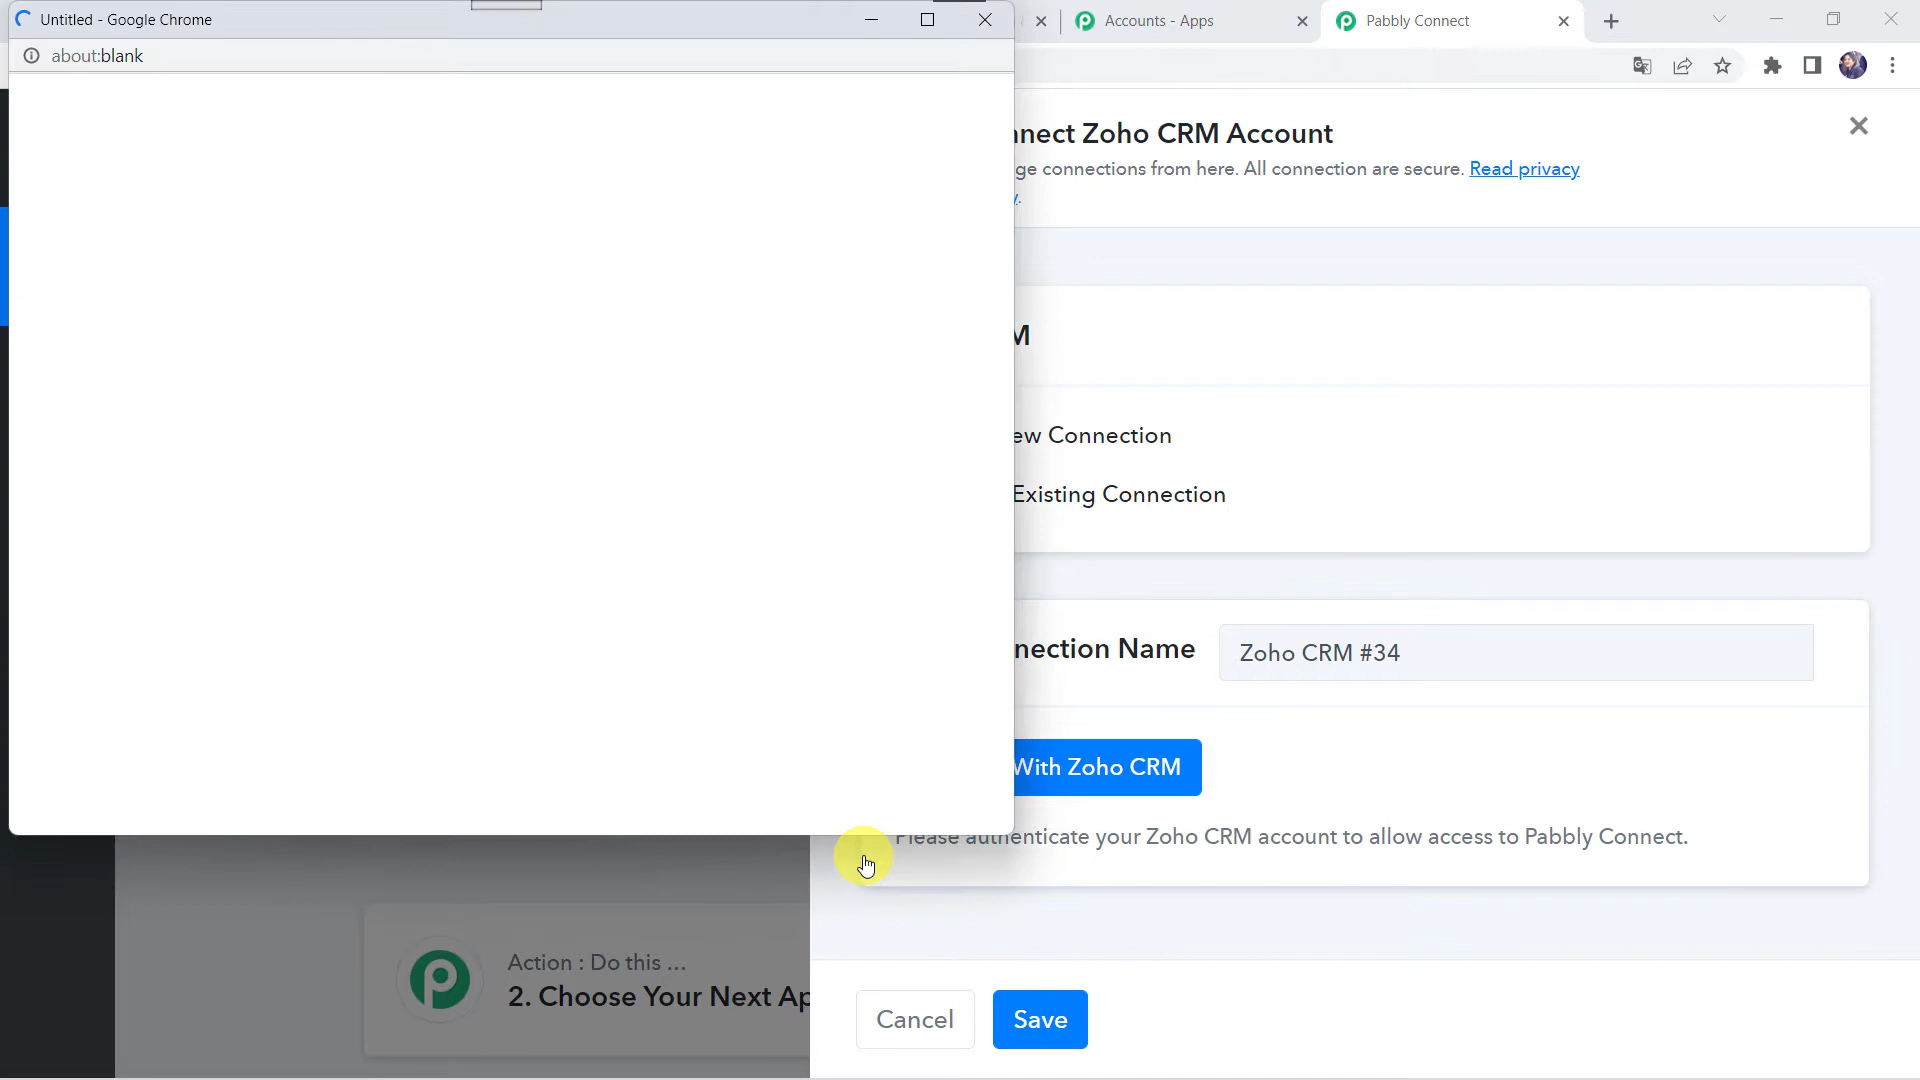 Untitled - Google Chrome
Accounts - Apps
Pabbly Connect
about:blank
nnect Zoho CRM Account
ge connections from here. All connection are secure. Read privacy
y.
M
ew Connection
Existing Connection
nection Name
Zoho CRM #34
With Zoho CRM
Please authenticate your Zoho CRM account to allow access to Pabbly Connect.
Action : Do this ...
2. Choose Your Next Ap
Cancel
Save